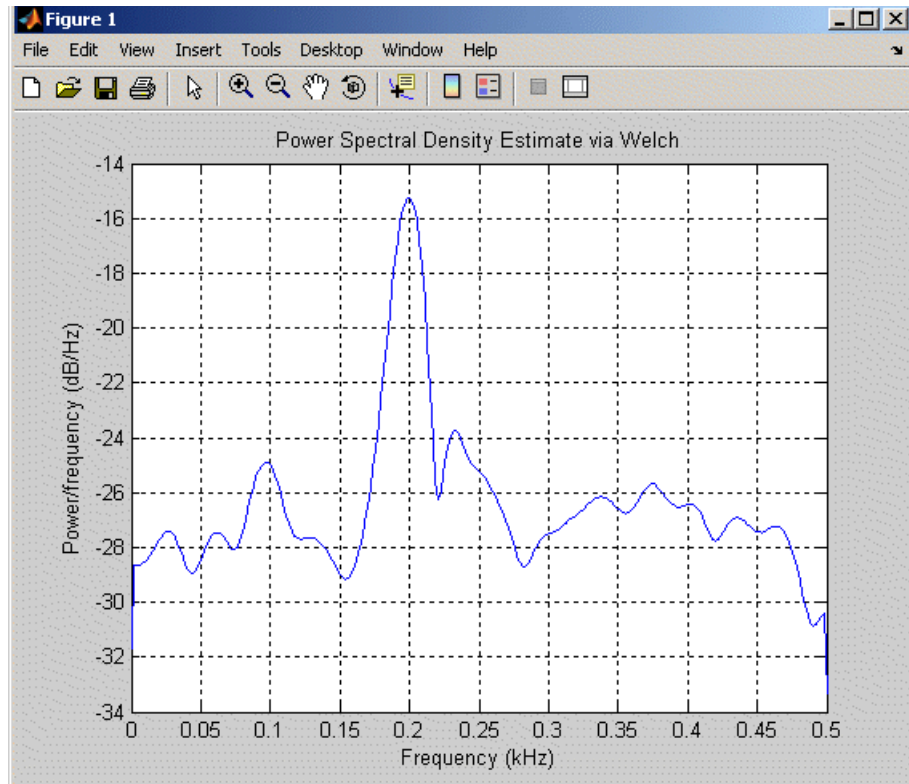 Figure 1
File Edit View Insert Tools Desktop Window Help
Power Spectral Density Estimate via Welch
Power/frequency (dB/Hz)
-14
-16
-18
-20
-22
-24
-26
-28
-30
-32
-34
0 0.05 0.1 0.15 0.2 0.25 0.3 0.35 0.4 0.45 0.5
Frequency (kHz)